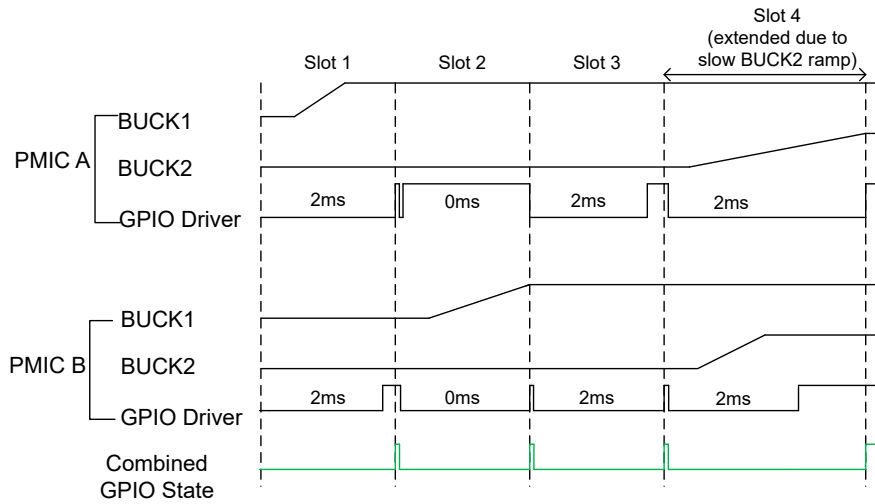 Slot 4
(extended due to
slow BUCK2 ramp)
Slot 1
Slot 2
Slot 3
PMIC A
BUCK1
BUCK2
GPIO Driver
2ms
0ms
2ms
2ms
PMIC B
BUCK1
BUCK2
GPIO Driver
2ms
0ms
2ms
2ms
Combined
GPIO State